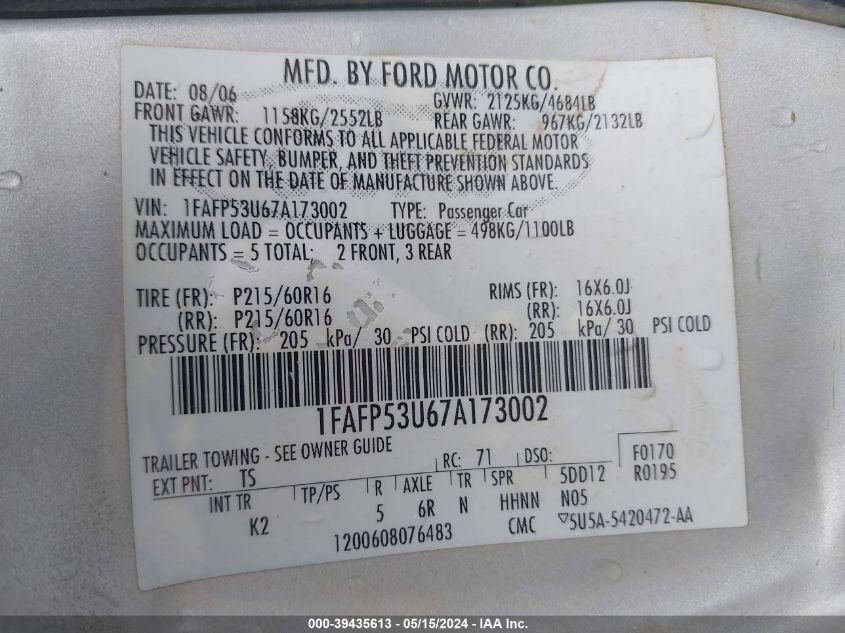 MFD. BY FORD MOTOR CO.
DATE: 08/06 GVWR: 2125KG/4684LB
FRONT GAWR: 1158KG/2552LB REAR GAWR: 967KG/2132LB
THIS VEHICLE CONFORMS TO ALL APPLICABLE FEDERAL MOTOR
VEHICLE SAFETY, BUMPER, AND THEFT PREVENTION STANDARDS
IN EFFECT ON THE DATE OF MANUFACTURE SHOWN ABOVE.
VIN: 1FAFP53U67A173002 TYPE: Passenger Car
MAXIMUM LOAD = OCCUPANTS + LUGGAGE = 498KG/1100LB
OCCUPANTS = 5 TOTAL: 2 FRONT, 3 REAR
TIRE (FR): P215/60R16 RIMS (FR): 16X6.0J
(RR): P215/60R16 (RR): 16X6.0J
PRESSURE (FR): 205 kPa/ 30 PSI COLD (RR): 205 kPa/ 30 PSI COLD
1FAFP53U67A173002
TRAILER TOWING - SEE OWNER GUIDE
EXT PNT: TS RC: 71 DSO: F0170
INT TR TP/PS R AXLE TR SPR 5DD12 R0195
K2 5 6R N HHNN N05
1200608076483 CMC ▽5U5A-5420472-AA
000-39435613 - 05/15/2024 - IAA Inc.